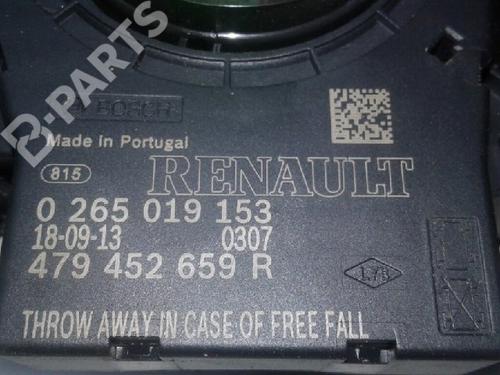 B-PARTS
BOSCH
Made in Portugal
815
RENAULT
0 265 019 153
18-09-13 0307
479 452 659 R
THROW AWAY IN CASE OF FREE FALL